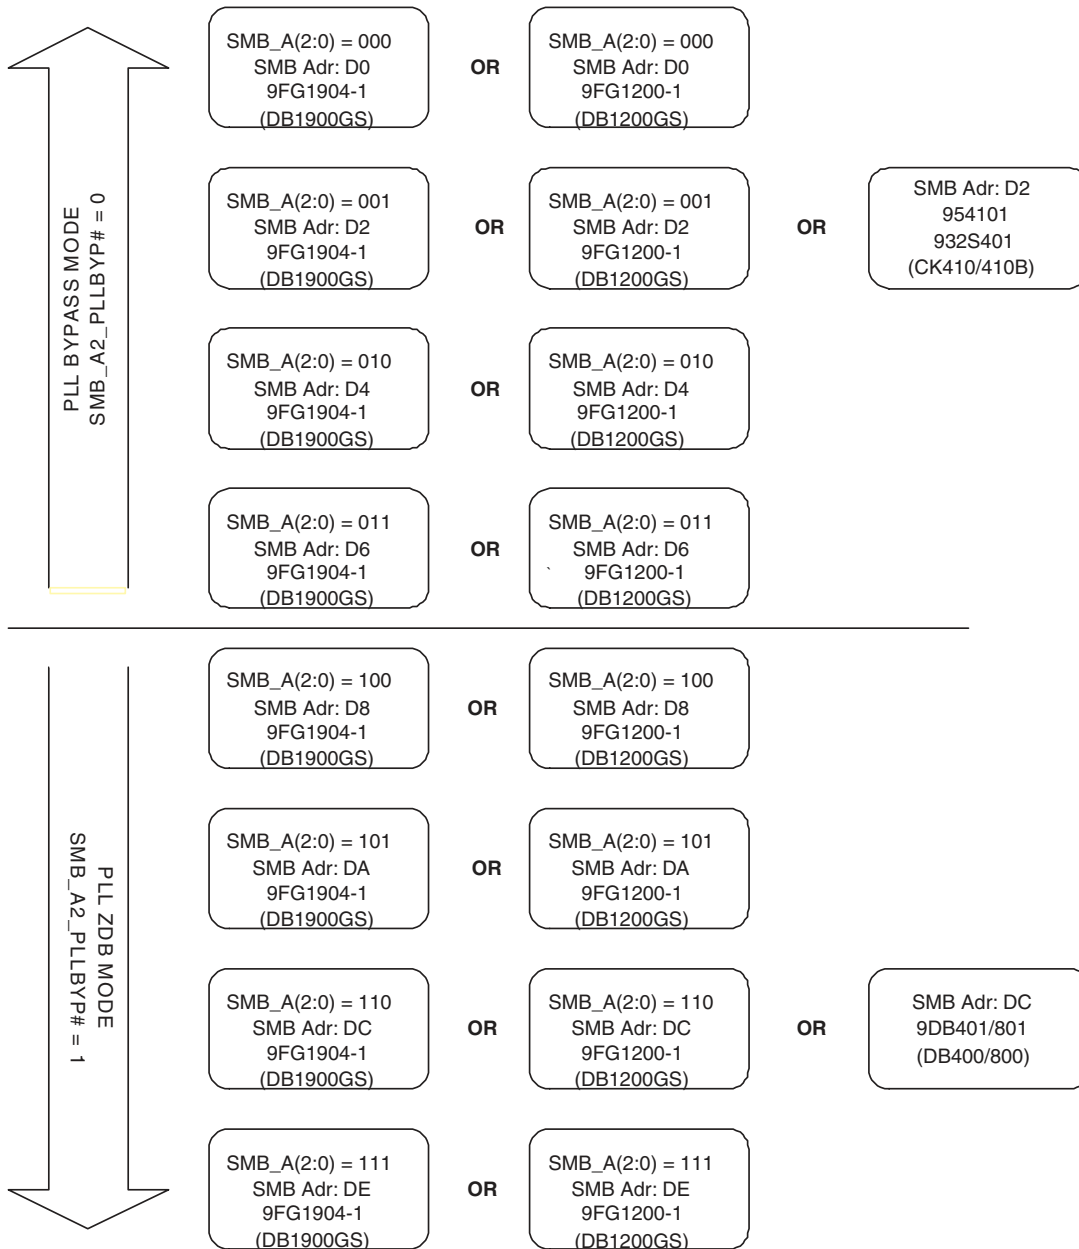 PLL BYPASS MODE
SMB_A2_PLLBYP# = 0
SMB_A(2:0) = 000
SMB Adr: D0
9FG1904-1
(DB1900GS)
OR
SMB_A(2:0) = 000
SMB Adr: D0
9FG1200-1
(DB1200GS)
SMB_A(2:0) = 001
SMB Adr: D2
9FG1904-1
(DB1900GS)
OR
SMB_A(2:0) = 001
SMB Adr: D2
9FG1200-1
(DB1200GS)
OR
SMB Adr: D2
954101
932S401
(CK410/410B)
SMB_A(2:0) = 010
SMB Adr: D4
9FG1904-1
(DB1900GS)
OR
SMB_A(2:0) = 010
SMB Adr: D4
9FG1200-1
(DB1200GS)
SMB_A(2:0) = 011
SMB Adr: D6
9FG1904-1
(DB1900GS)
OR
SMB_A(2:0) = 011
SMB Adr: D6
` 9FG1200-1
(DB1200GS)
PLL ZDB MODE
SMB_A2_PLLBYP# = 1
SMB_A(2:0) = 100
SMB Adr: D8
9FG1904-1
(DB1900GS)
OR
SMB_A(2:0) = 100
SMB Adr: D8
9FG1200-1
(DB1200GS)
SMB_A(2:0) = 101
SMB Adr: DA
9FG1904-1
(DB1900GS)
OR
SMB_A(2:0) = 101
SMB Adr: DA
9FG1200-1
(DB1200GS)
SMB_A(2:0) = 110
SMB Adr: DC
9FG1904-1
(DB1900GS)
OR
SMB_A(2:0) = 110
SMB Adr: DC
9FG1200-1
(DB1200GS)
OR
SMB Adr: DC
9DB401/801
(DB400/800)
SMB_A(2:0) = 111
SMB Adr: DE
9FG1904-1
(DB1900GS)
OR
SMB_A(2:0) = 111
SMB Adr: DE
9FG1200-1
(DB1200GS)